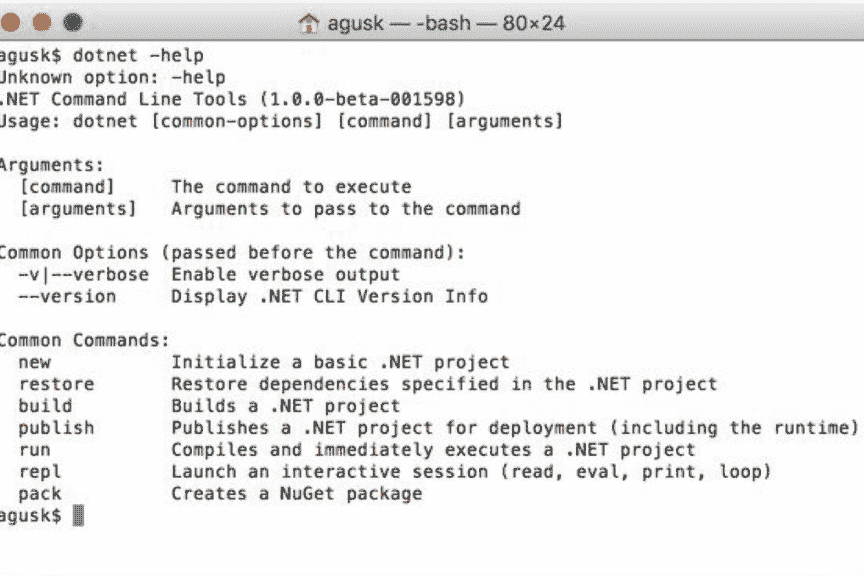 agusk — -bash — 80×24
agusk$ dotnet -help
Unknown option: -help
.NET Command Line Tools (1.0.0-beta-001598)
Usage: dotnet [common-options] [command] [arguments]
Arguments:
[command] The command to execute
[arguments] Arguments to pass to the command
Common Options (passed before the command):
-v|--verbose Enable verbose output
--version Display .NET CLI Version Info
Common Commands:
new Initialize a basic .NET project
restore Restore dependencies specified in the .NET project
build Builds a .NET project
publish Publishes a .NET project for deployment (including the runtime)
run Compiles and immediately executes a .NET project
repl Launch an interactive session (read, eval, print, loop)
pack Creates a NuGet package
agusk$